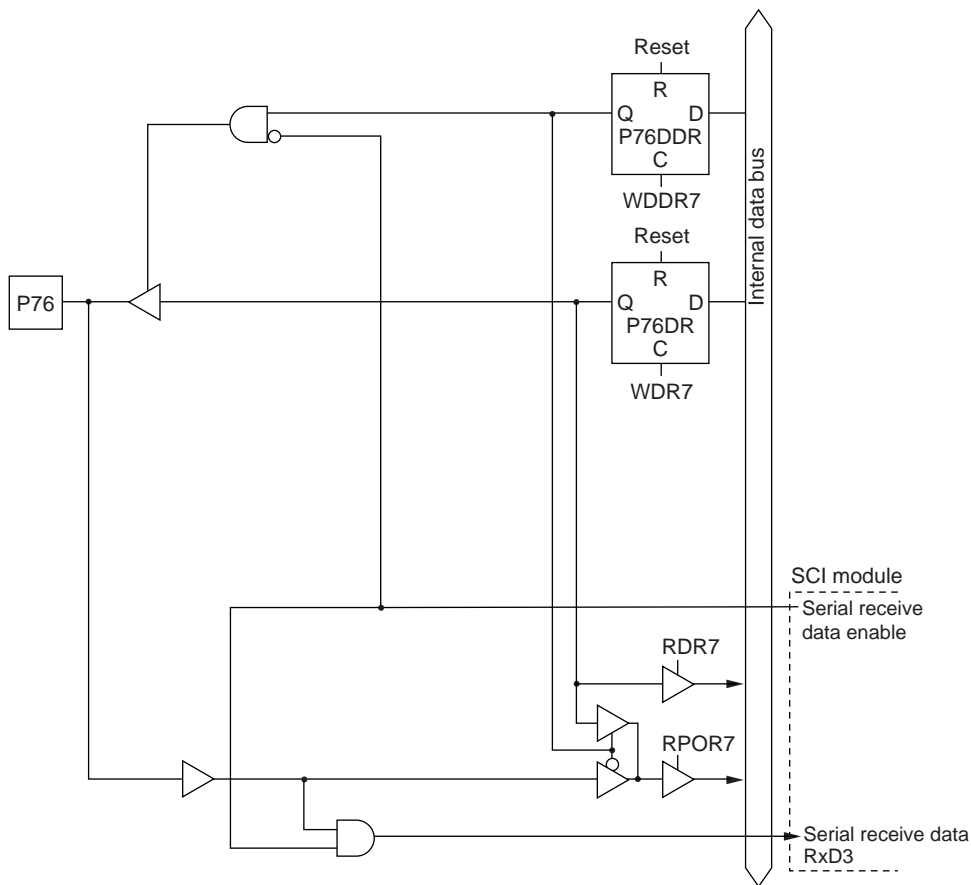 Reset
R
Q D
P76DDR
C
WDDR7
Internal data bus
Reset
R
P76
Q D
P76DR
C
WDR7
SCI module
Serial receive
data enable
RDR7
RPOR7
Serial receive data
RxD3